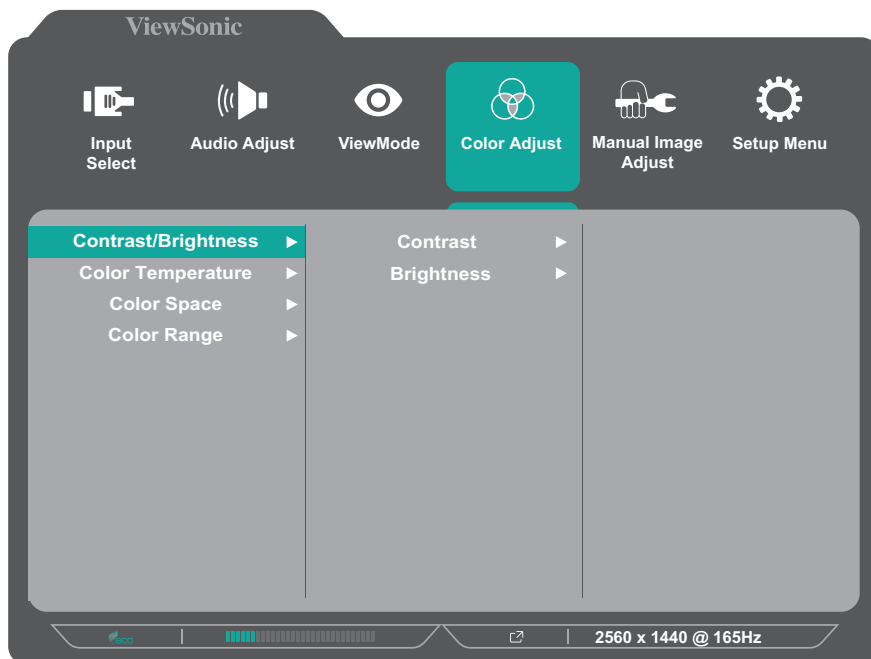 ViewSonic
Input Select
Audio Adjust
ViewMode
Color Adjust
Manual Image Adjust
Setup Menu
Contrast/Brightness
Contrast
Color Temperature
Brightness
Color Space
Color Range
eco
2560 x 1440 @ 165Hz